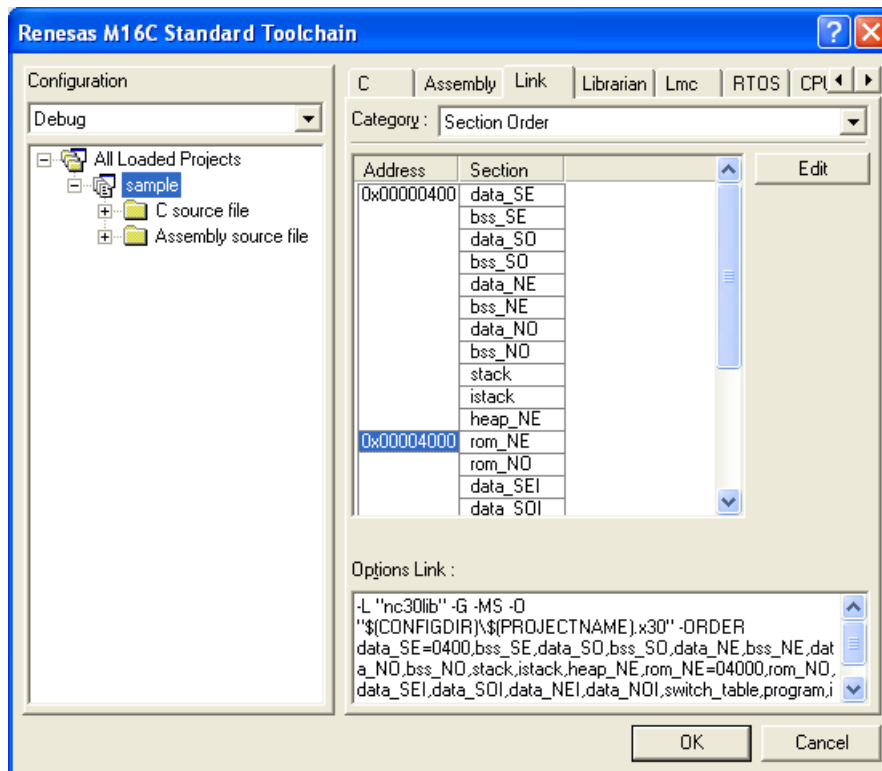 Renesas M16C Standard Toolchain
Configuration
Debug
All Loaded Projects
sample
C source file
Assembly source file
C Assembly Link Librarian Lmc RTOS CPU
Category : Section Order
Address Section
0x00000400 data_SE
bss_SE
data_SO
bss_SO
data_NE
bss_NE
data_NO
bss_NO
stack
istack
heap_NE
0x00004000 rom_NE
rom_NO
data_SEI
data_SOI
Edit
Options Link :
-L "nc30lib" -G -MS -O
"$(CONFIGDIR)\$(PROJECTNAME).x30" -ORDER
data_SE=0400,bss_SE,data_SO,bss_SO,data_NE,bss_NE,dat
a_NO,bss_NO,stack,istack,heap_NE,rom_NE=04000,rom_NO,
data_SEI,data_SOI,data_NEI,data_NOI,switch_table,program,i
OK Cancel